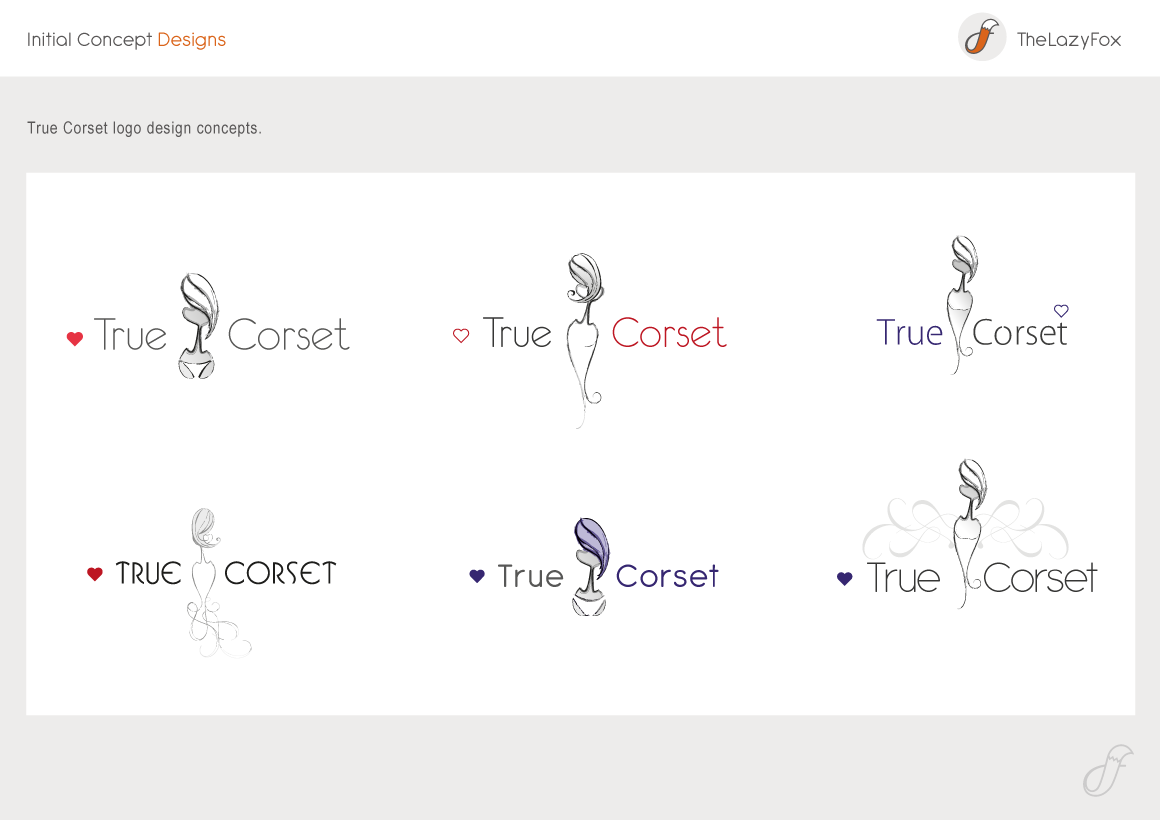 Initial Concept Designs
TheLazyFox
True Corset logo design concepts.
True Corset
True Corset
True Corset
TRUE CORSET
True Corset
True Corset